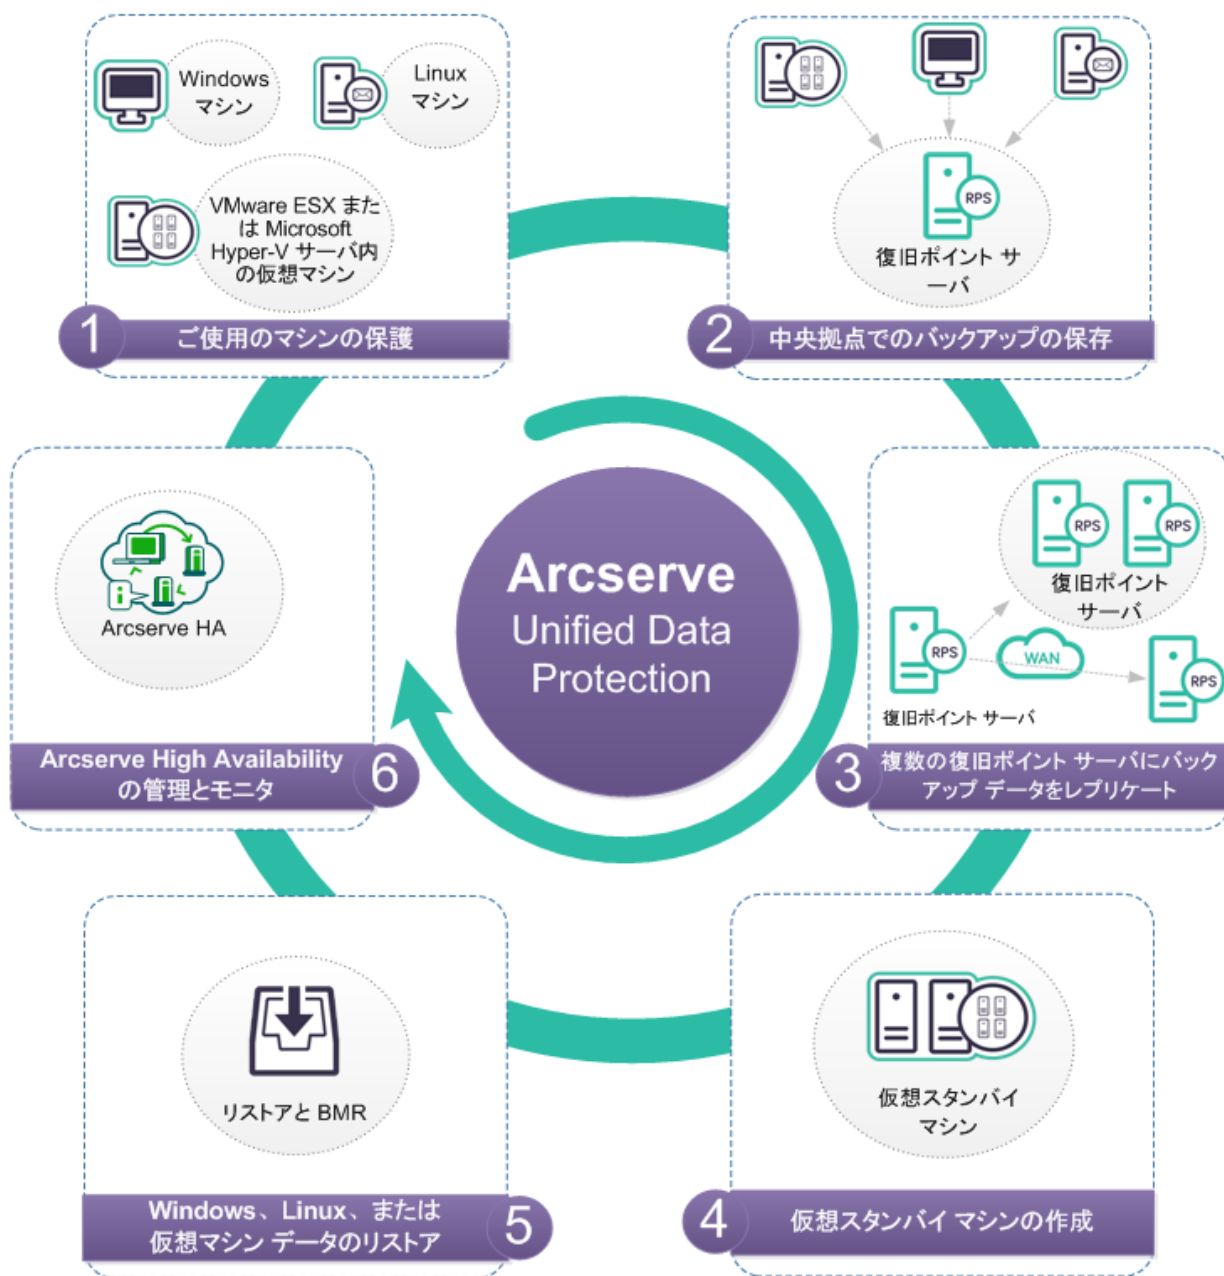 Windows
マシン
Linux
マシン
VMware ESX また
は Microsoft
Hyper-V サーバ内
の仮想マシン
1
ご使用のマシンの保護
RPS
復旧ポイント サ
ーバ
2
中央拠点でのバックアップの保存
RPS
RPS
復旧ポイント
サーバ
RPS
WAN
RPS
復旧ポイント サーバ
3
複数の復旧ポイント サーバにバック
アップ データをレプリケート
仮想スタンバイ
マシン
4
仮想スタンバイ マシンの作成
リストアと BMR
Windows、Linux、または
仮想マシン データのリストア
5
Arcserve HA
Arcserve High Availability
の管理とモニタ
6
Arcserve
Unified Data
Protection